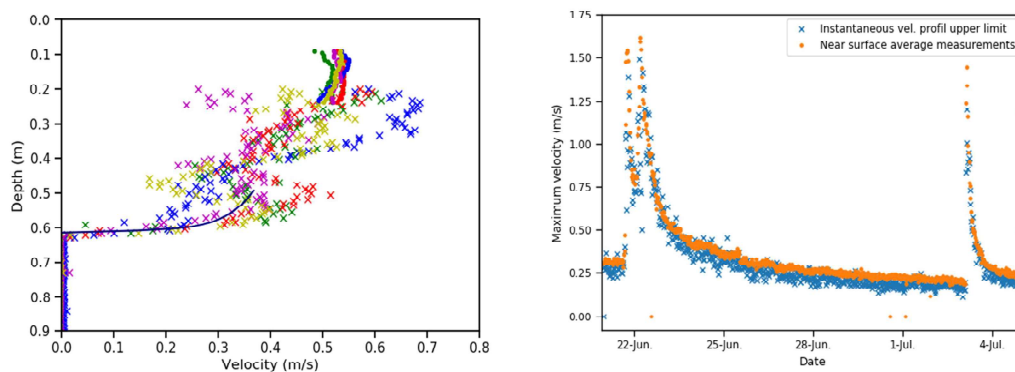 0.0
0.1
0.2
0.3
0.4
0.5
0.6
0.7
0.8
0.9
Depth (m)
0.0 0.1 0.2 0.3 0.4 0.5 0.6 0.7 0.8
Velocity (m/s)
1.75
1.50
1.25
1.00
0.75
0.50
0.25
0.00
Maximum velocity (m/s)
Instantaneous vel. profil upper limit
Near surface average measurements
22-Jun. 25-Jun. 28-Jun. 1-Jul. 4-Jul.
Date